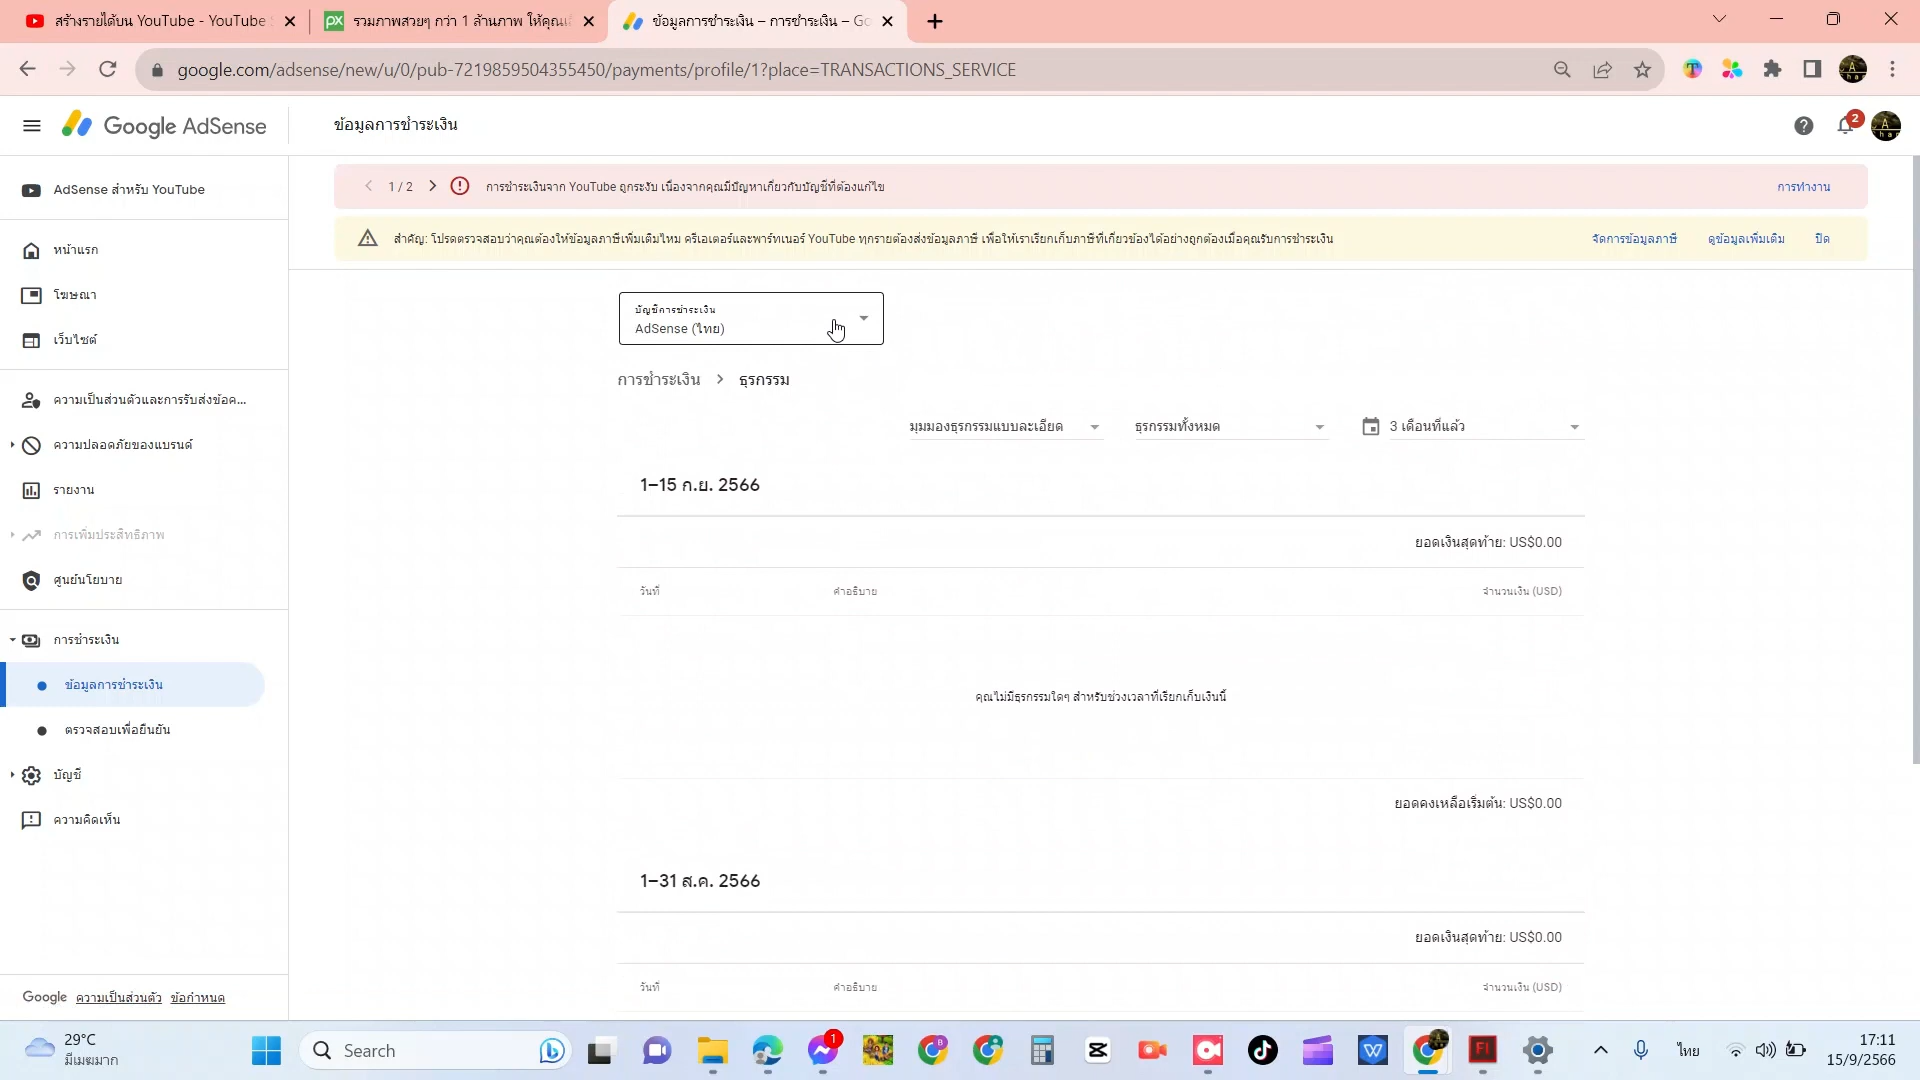 สร้างรายได้บน YouTube - YouTube
รวมภาพสวยๆ กว่า 1 ล้านภาพ ให้คุณ
ข้อมูลการชำระเงิน – การชำระเงิน – Go
google.com/adsense/new/u/0/pub-7219859504355450/payments/profile/1?place=TRANSACTIONS_SERVICE
Google AdSense
ข้อมูลการชำระเงิน
2
AdSense สำหรับ YouTube
หน้าแรก
โฆษณา
เว็บไซต์
ความเป็นส่วนตัวและการรับส่งข้อค...
ความปลอดภัยของแบรนด์
รายงาน
การเพิ่มประสิทธิภาพ
ศูนย์นโยบาย
การชำระเงิน
ข้อมูลการชำระเงิน
ตรวจสอบเพื่อยืนยัน
บัญชี
ความคิดเห็น
Google ความเป็นส่วนตัว ข้อกำหนด
1 / 2 การชำระเงินจาก YouTube ถูกระงับ เนื่องจากคุณมีปัญหาเกี่ยวกับบัญชีที่ต้องแก้ไข การทำงาน
สำคัญ: โปรดตรวจสอบว่าคุณต้องให้ข้อมูลภาษีเพิ่มเติมไหม ครีเอเตอร์และพาร์ทเนอร์ YouTube ทุกรายต้องส่งข้อมูลภาษี เพื่อให้เราเรียกเก็บภาษีที่เกี่ยวข้องได้อย่างถูกต้องเมื่อคุณรับการชำระเงิน จัดการข้อมูลภาษี ดูข้อมูลเพิ่มเติม ปิด
บัญชีการชำระเงิน
AdSense (ไทย)
การชำระเงิน > ธุรกรรม
มุมมองธุรกรรมแบบละเอียด ธุรกรรมทั้งหมด 3 เดือนที่แล้ว
1–15 ก.ย. 2566
ยอดเงินสุดท้าย: US$0.00
วันที่ คำอธิบาย จำนวนเงิน (USD)
คุณไม่มีธุรกรรมใดๆ สำหรับช่วงเวลาที่เรียกเก็บเงินนี้
ยอดคงเหลือเริ่มต้น: US$0.00
1–31 ส.ค. 2566
ยอดเงินสุดท้าย: US$0.00
วันที่ คำอธิบาย จำนวนเงิน (USD)
29°C
มีเมฆมาก
Search
1
ไทย
17:11
15/9/2566